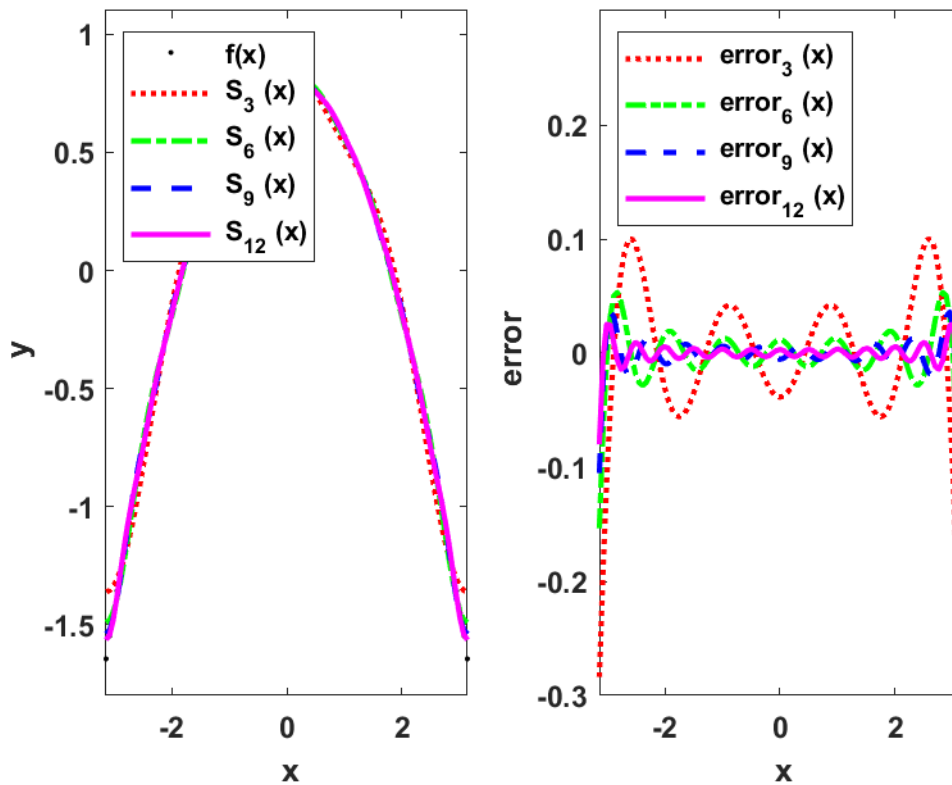 1
0.5
0
-0.5
-1
-1.5
y
-2
0
2
x
f(x)
S3 (x)
S6 (x)
S9 (x)
S12 (x)
0.2
0.1
0
-0.1
-0.2
-0.3
error
-2
0
2
x
error3 (x)
error6 (x)
error9 (x)
error12 (x)